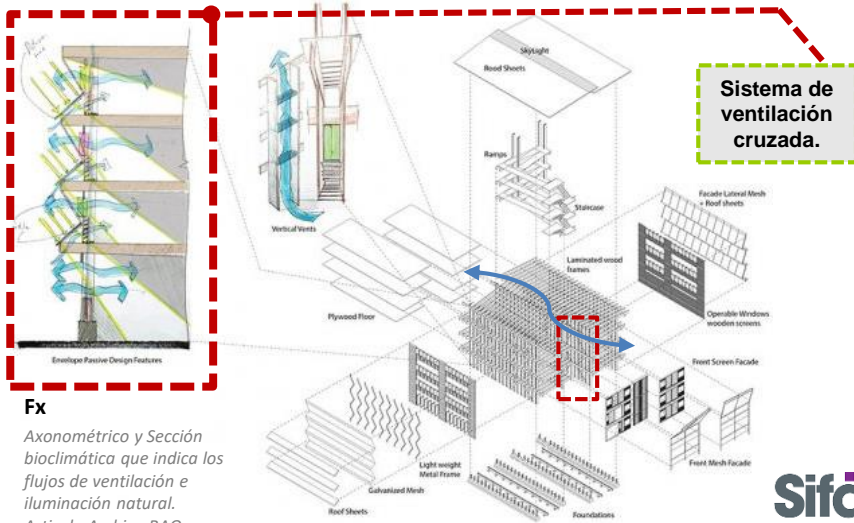 SkyLight
Rood Sheets
Sistema de
ventilación
cruzada.
Ramps
Staircase
Facade Lateral Mesh
+ Roof sheets
Vertical Vents
Laminated wood
frames
Plywood Floor
Operable Windows
wooden screens
Envelope Passive Design Features
Front Screen Facade
Fx
Axonométrico y Sección
bioclimática que indica los
flujos de ventilación e
iluminación natural.
Light weight
Metal Frame
Galvanized Mesh
Roof Sheets
Foundations
Front Mesh Facade